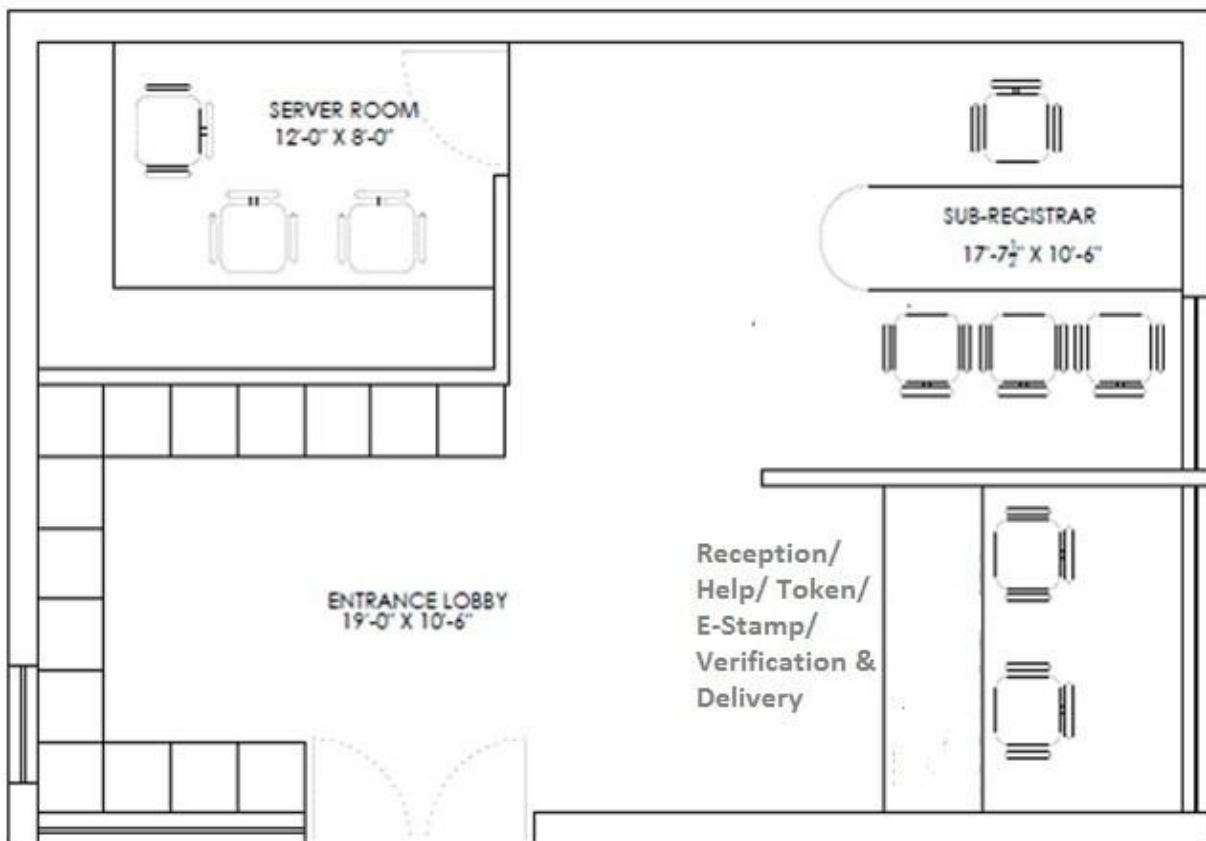 SERVER ROOM
12'-0" X 8'-0"
SUB-REGISTRAR
17'-7½" X 10'-6"
ENTRANCE LOBBY
19'-0" X 10'-6"
Reception/
Help/ Token/
E-Stamp/
Verification &
Delivery